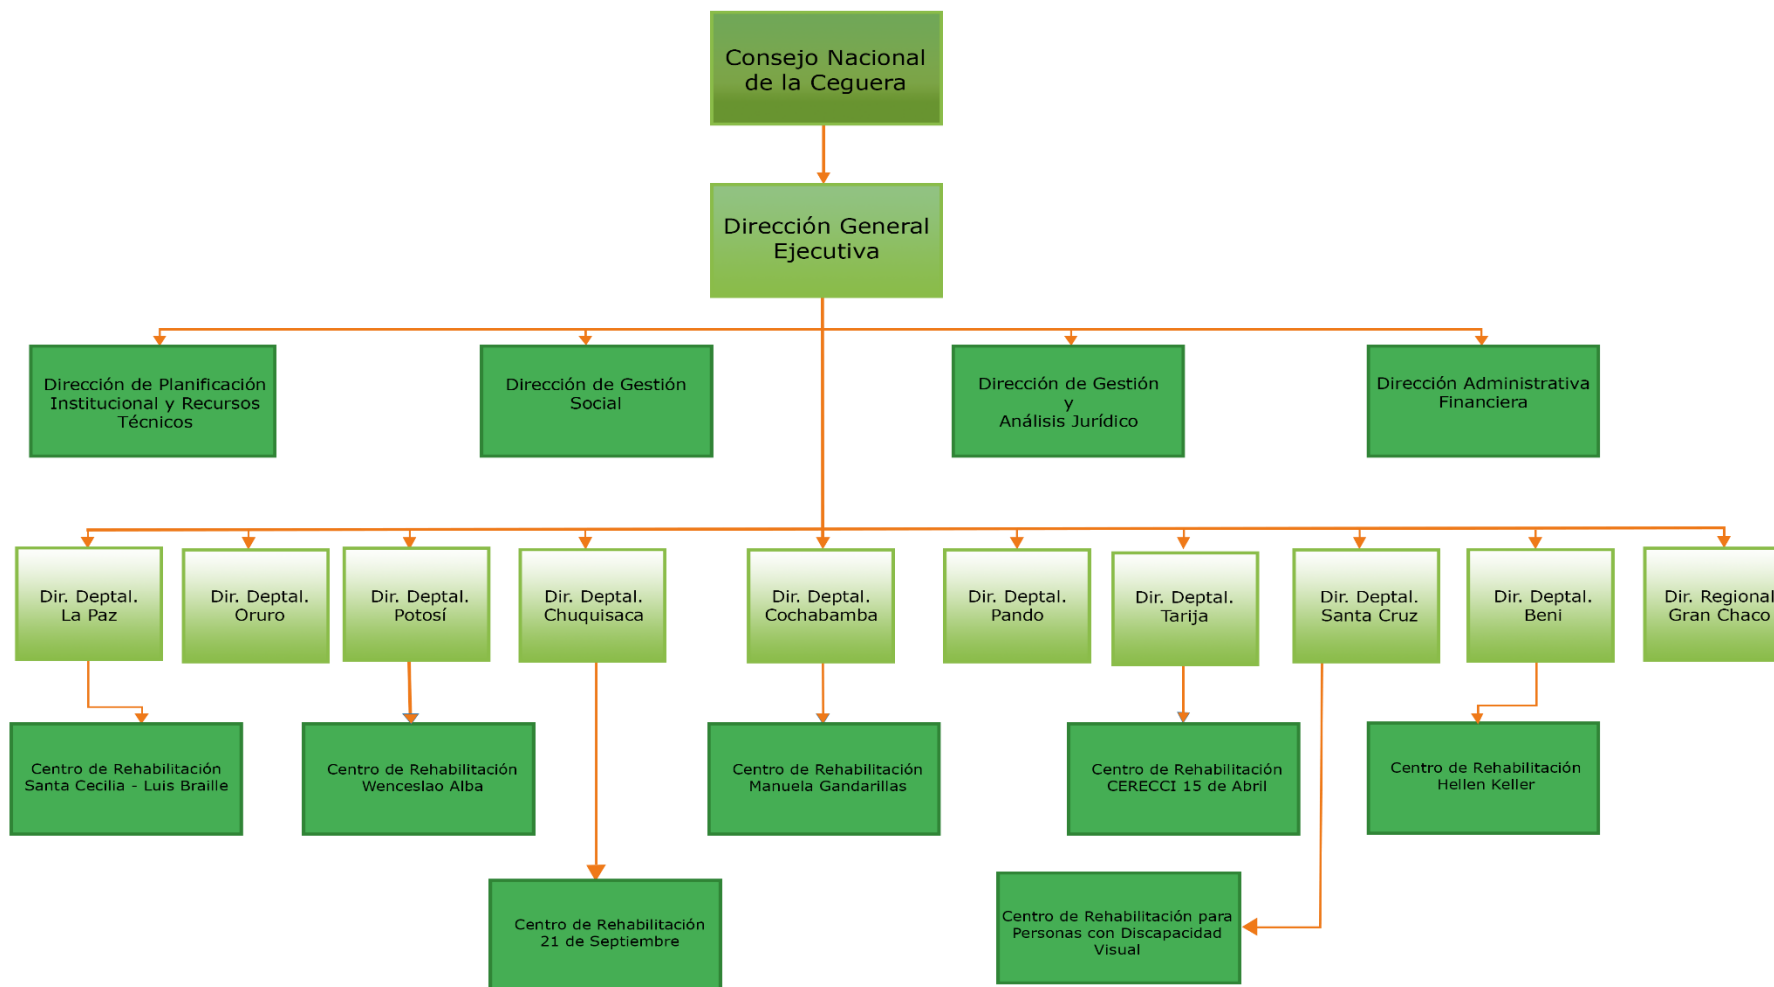 Consejo Nacional
de la Ceguera
Dirección General
Ejecutiva
Dirección de Planificación
Institucional y Recursos
Técnicos
Dirección de Gestión
Social
Dirección de Gestión
y
Análisis Jurídico
Dirección Administrativa
Financiera
Dir. Deptal.
La Paz
Dir. Deptal.
Oruro
Dir. Deptal.
Potosí
Dir. Deptal.
Chuquisaca
Dir. Deptal.
Cochabamba
Dir. Deptal.
Pando
Dir. Deptal.
Tarija
Dir. Deptal.
Santa Cruz
Dir. Deptal.
Beni
Dir. Regional
Gran Chaco
Centro de Rehabilitación
Santa Cecilia - Luis Braille
Centro de Rehabilitación
Wenceslao Alba
Centro de Rehabilitación
Manuela Gandarillas
Centro de Rehabilitación
CERECCI 15 de Abril
Centro de Rehabilitación
Hellen Keller
Centro de Rehabilitación
21 de Septiembre
Centro de Rehabilitación para
Personas con Discapacidad
Visual